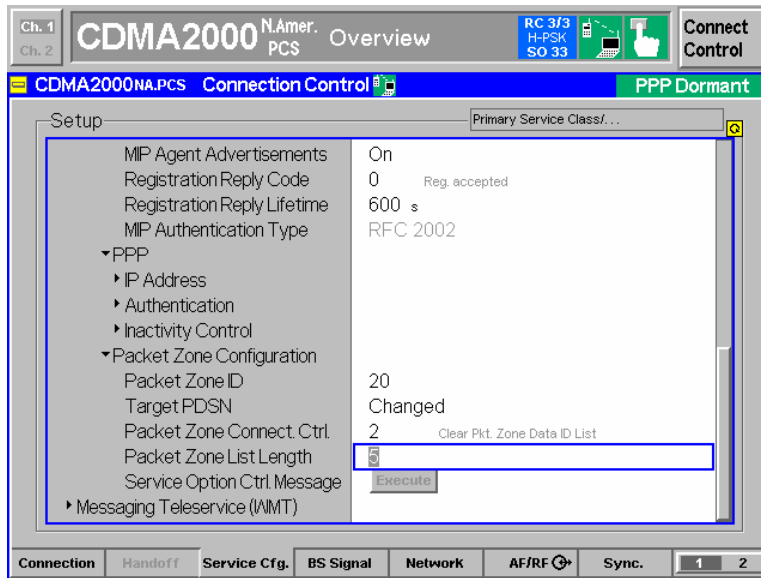 Ch. 1
Ch. 2
CDMA2000 N.Amer. PCS Overview
RC 3/3
H-PSK
SO 33
Connect Control
CDMA2000 NA.PCS Connection Control
PPP Dormant
Setup
Primary Service Class/...
MIP Agent Advertisements On
Registration Reply Code 0 Reg. accepted
Registration Reply Lifetime 600 s
MIP Authentication Type RFC 2002
PPP
IP Address
Authentication
Inactivity Control
Packet Zone Configuration
Packet Zone ID 20
Target PDSN Changed
Packet Zone Connect. Ctrl. 2 Clear Pkt. Zone Data ID List
Packet Zone List Length 5
Service Option Ctrl. Message Execute
Messaging Teleservice (WMT)
Connection Handoff Service Cfg. BS Signal Network AF/RF Sync. 1 2